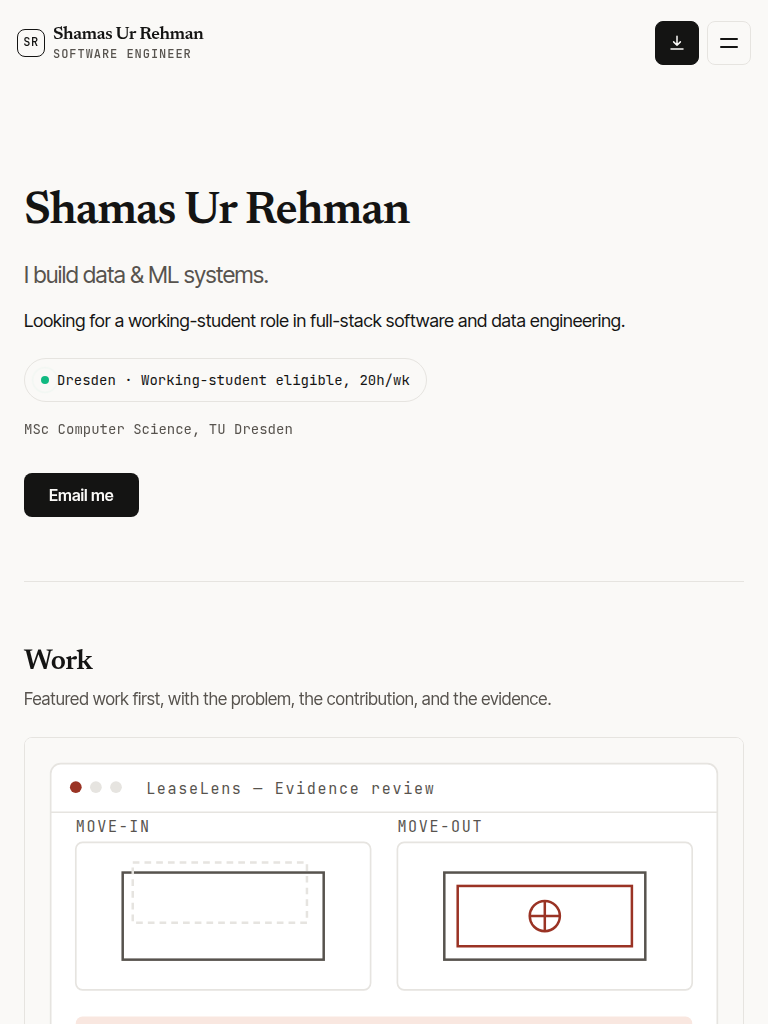 SR
Shamas Ur Rehman
SOFTWARE ENGINEER
Shamas Ur Rehman
I build data & ML systems.
Looking for a working-student role in full-stack software and data engineering.
Dresden · Working-student eligible, 20h/wk
MSc Computer Science, TU Dresden
Email me
Work
Featured work first, with the problem, the contribution, and the evidence.
LeaseLens — Evidence review
MOVE-IN
MOVE-OUT